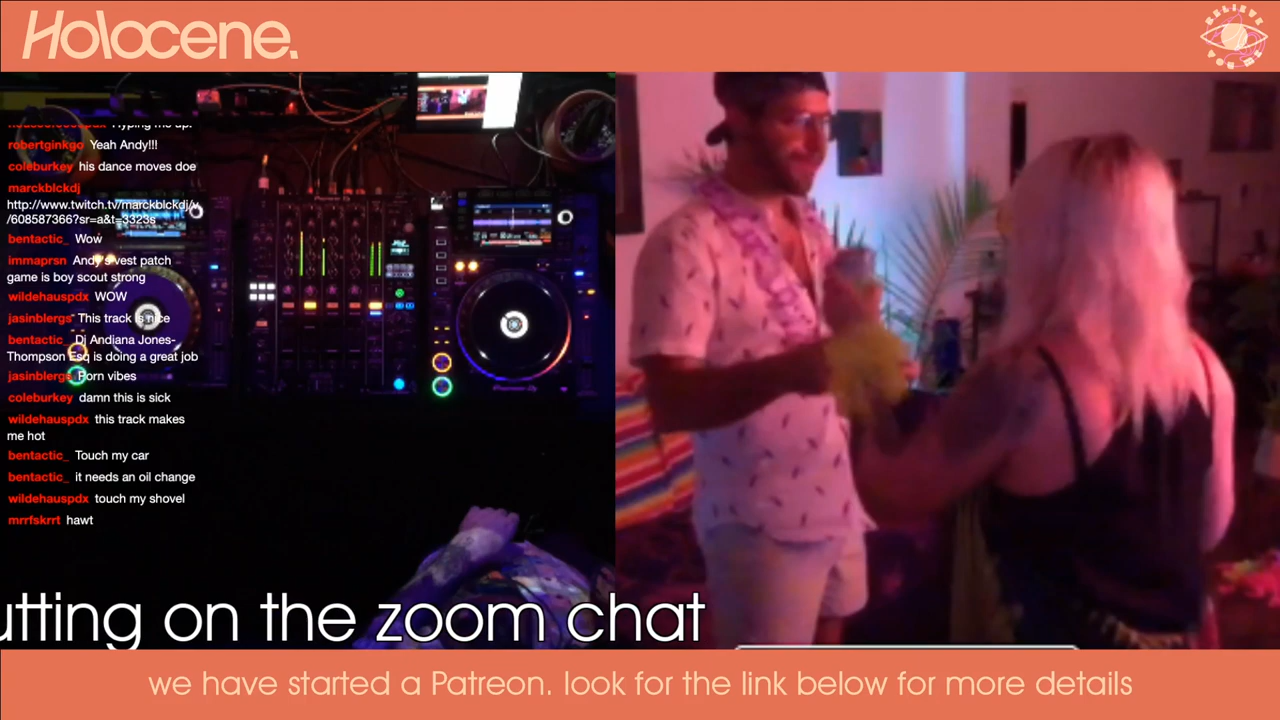 Holocene.
BELIEVE
robertginkgo Yeah Andy!!!
coleburkey his dance moves doe
marckblckdj
http://www.twitch.tv/marckblckdj/v
/608587366?sr=a&t=3323s
bentactic_ Wow
immaprsn Andy's vest patch
game is boy scout strong
wildehauspdx WOW
jasinblergs This track is nice
bentactic_ Dj Andiana Jones-
Thompson Esq is doing a great job
jasinblergs Porn vibes
coleburkey damn this is sick
wildehauspdx this track makes
me hot
bentactic_ Touch my car
bentactic_ it needs an oil change
wildehauspdx touch my shovel
mrrfskrrt hawt
utting on the zoom chat
we have started a Patreon. look for the link below for more details